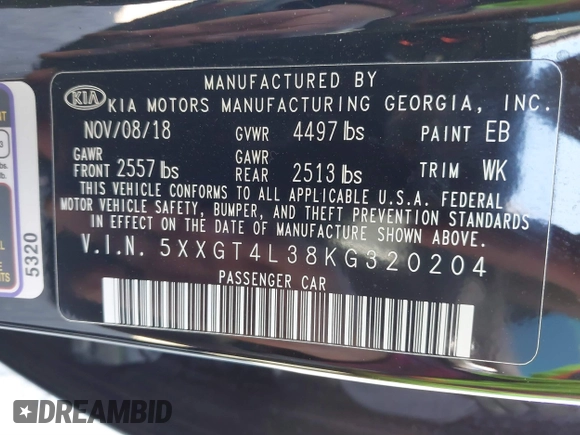 MANUFACTURED BY
KIA KIA MOTORS MANUFACTURING GEORGIA, INC.
NOV/08/18 GVWR 4497 lbs PAINT EB
GAWR FRONT 2557 lbs GAWR REAR 2513 lbs TRIM WK
THIS VEHICLE CONFORMS TO ALL APPLICABLE U.S.A. FEDERAL
MOTOR VEHICLE SAFETY, BUMPER, AND THEFT PREVENTION STANDARDS
IN EFFECT ON THE DATE OF MANUFACTURE SHOWN ABOVE.
V.I.N. 5XXGT4L38KG320204
PASSENGER CAR
5320
DREAMBID